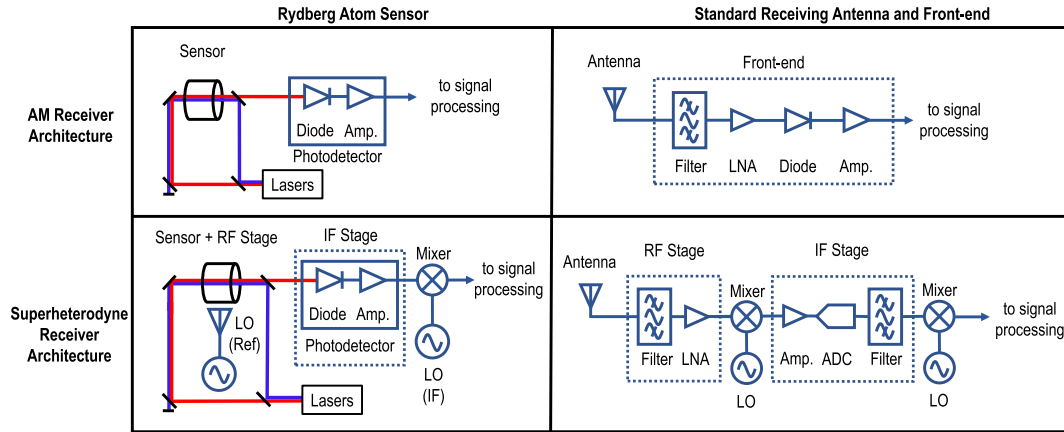 Rydberg Atom Sensor
Standard Receiving Antenna and Front-end
AM Receiver
Architecture
Sensor
Diode Amp.
Photodetector
Lasers
to signal
processing
Antenna
Front-end
Filter LNA Diode Amp.
to signal
processing
Superheterodyne
Receiver
Architecture
Sensor + RF Stage
IF Stage
Mixer
LO
(Ref)
Diode Amp.
Photodetector
LO
(IF)
Lasers
to signal
processing
Antenna
RF Stage
Filter LNA
Mixer
LO
IF Stage
Amp. ADC Filter
Mixer
LO
to signal
processing